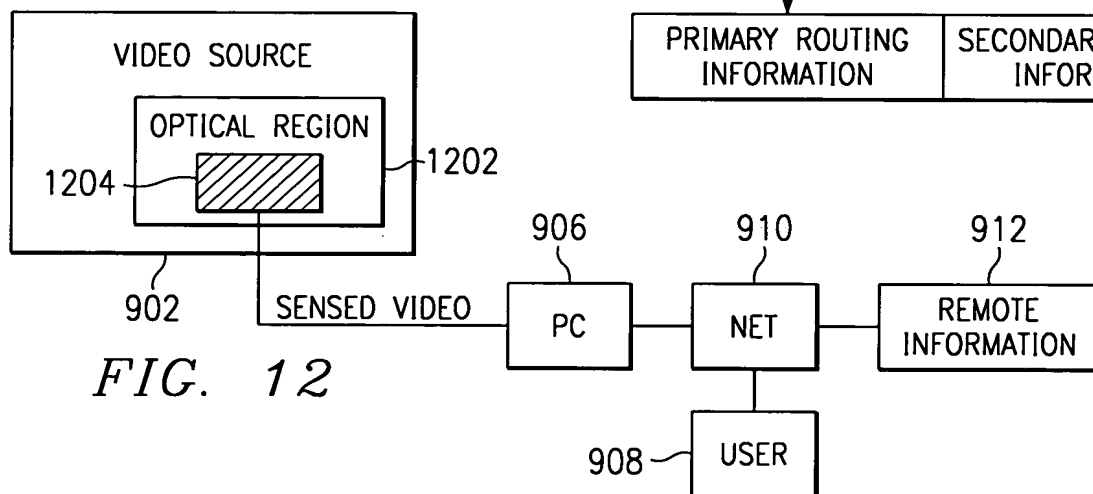 VIDEO SOURCE
OPTICAL REGION
1204
1202
902
SENSED VIDEO
FIG. 12
PRIMARY ROUTING
INFORMATION
906
PC
910
NET
912
REMOTE
INFORMATION
908
USER